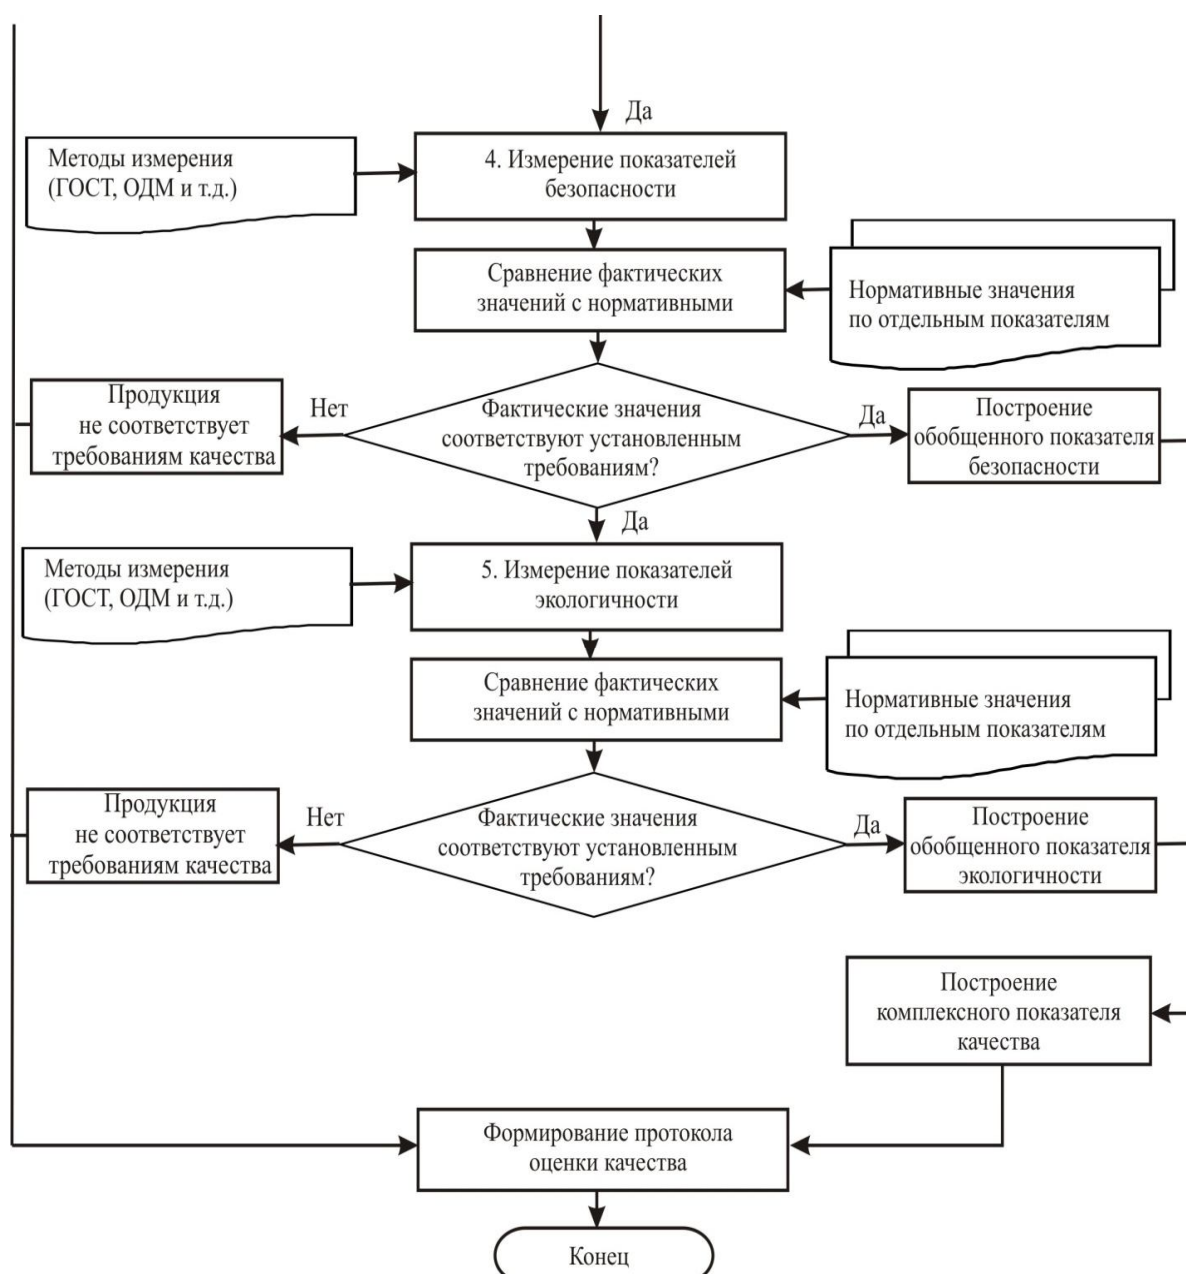 Да
Методы измерения
(ГОСТ, ОДМ и т.д.)
4. Измерение показателей
безопасности
Сравнение фактических
значений с нормативными
Нормативные значения
по отдельным показателям
Продукция
не соответствует
требованиям качества
Нет
Фактические значения
соответствуют установленным
требованиям?
Да
Построение
обобщенного показателя
безопасности
Да
Методы измерения
(ГОСТ, ОДМ и т.д.)
5. Измерение показателей
экологичности
Сравнение фактических
значений с нормативными
Нормативные значения
по отдельным показателям
Продукция
не соответствует
требованиям качества
Нет
Фактические значения
соответствуют установленным
требованиям?
Да
Построение
обобщенного показателя
экологичности
Построение
комплексного показателя
качества
Формирование протокола
оценки качества
Конец